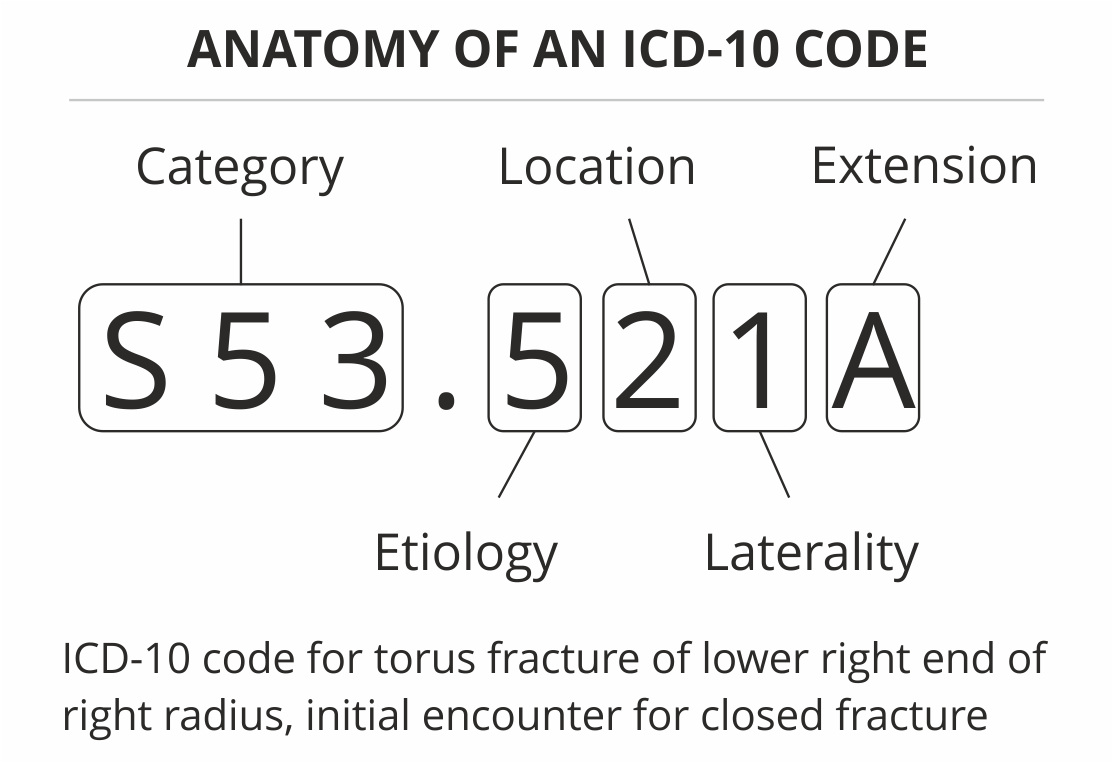 ANATOMY OF AN ICD-10 CODE
Category Location Extension
S53.521A
Etiology Laterality
ICD-10 code for torus fracture of lower right end of
right radius, initial encounter for closed fracture